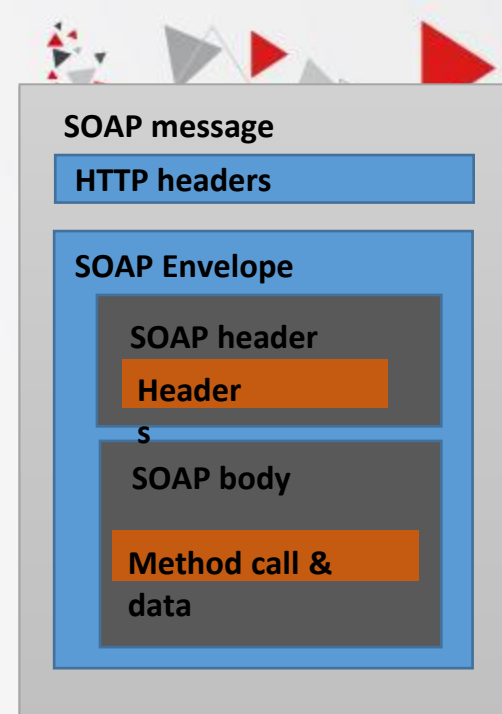 SOAP message
HTTP headers
SOAP Envelope
SOAP header
Header
s
SOAP body
Method call &
data